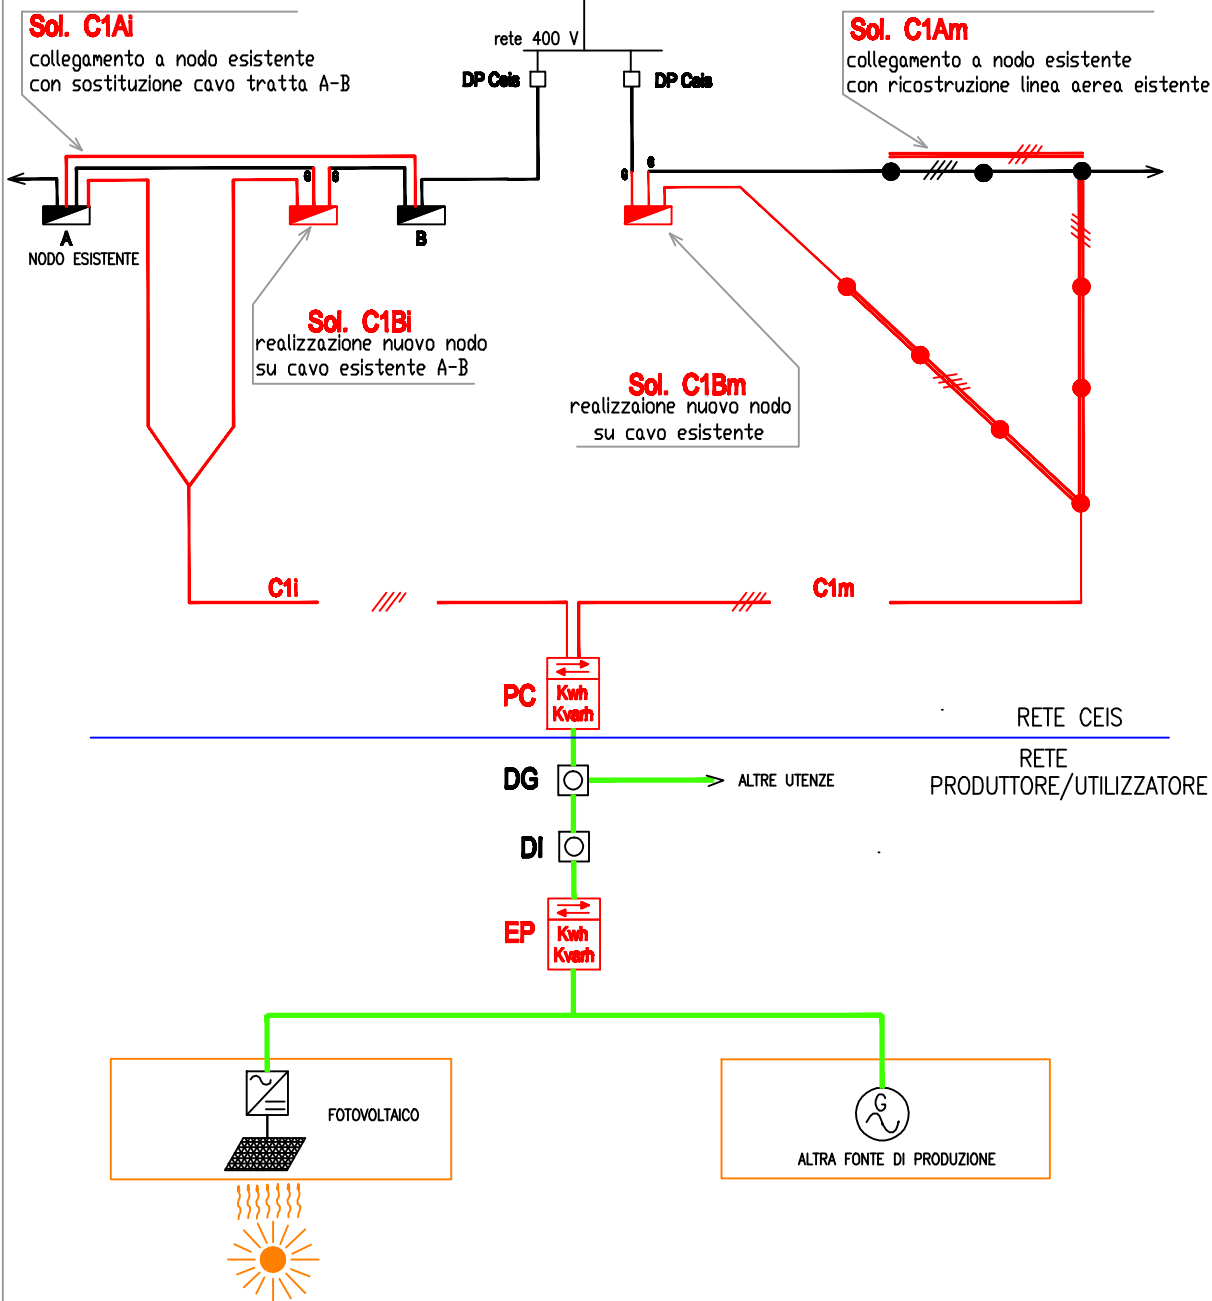 Sol. C1Ai
collegamento a nodo esistente
con sostituzione cavo tratta A-B
rete 400 V
DP Ceis
DP Ceis
Sol. C1Am
collegamento a nodo esistente
con ricostruzione linea aerea eistente
G
G
G
G
A
NODO ESISTENTE
B
Sol. C1Bi
realizzazione nuovo nodo
su cavo esistente A-B
Sol. C1Bm
realizzaione nuovo nodo
su cavo esistente
C1i
C1m
PC
Kwh
Kvarh
RETE CEIS
RETE
PRODUTTORE/UTILIZZATORE
DG
ALTRE UTENZE
DI
EP
Kwh
Kvarh
FOTOVOLTAICO
G
ALTRA FONTE DI PRODUZIONE